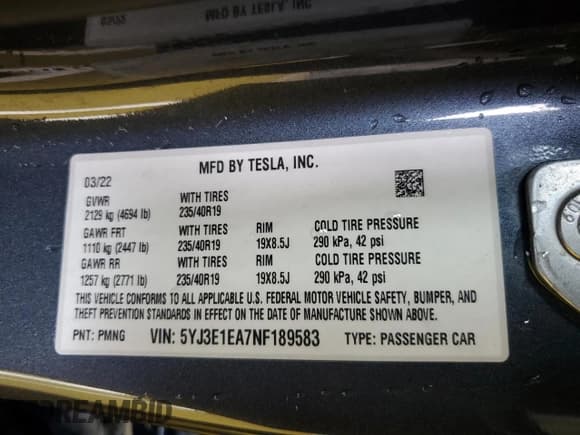 MFD BY TESLA, INC.
03/22
GVWR WITH TIRES
2129 kg (4694 lb) 235/40R19
GAWR FRT WITH TIRES RIM COLD TIRE PRESSURE
1110 kg (2447 lb) 235/40R19 19X8.5J 290 kPa, 42 psi
GAWR RR WITH TIRES RIM COLD TIRE PRESSURE
1257 kg (2771 lb) 235/40R19 19X8.5J 290 kPa, 42 psi
THIS VEHICLE CONFORMS TO ALL APPLICABLE U.S. FEDERAL MOTOR VEHICLE SAFETY, BUMPER, AND
THEFT PREVENTION STANDARDS IN EFFECT ON THE DATE OF MANUFACTURE SHOWN ABOVE.
PNT: PMNG VIN: 5YJ3E1EA7NF189583 TYPE: PASSENGER CAR
DREAMBID